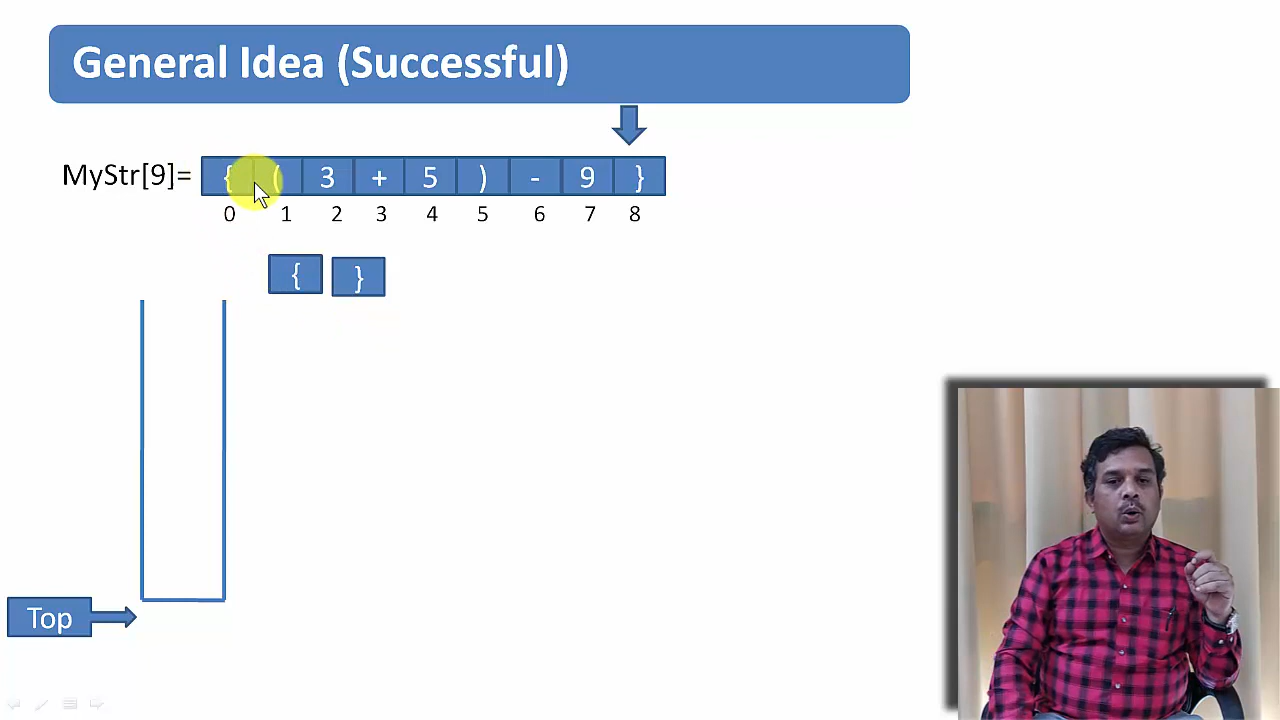 General Idea (Successful)
MyStr[9]= { ( 3 + 5 ) - 9 }
0 1 2 3 4 5 6 7 8
{ }
Top